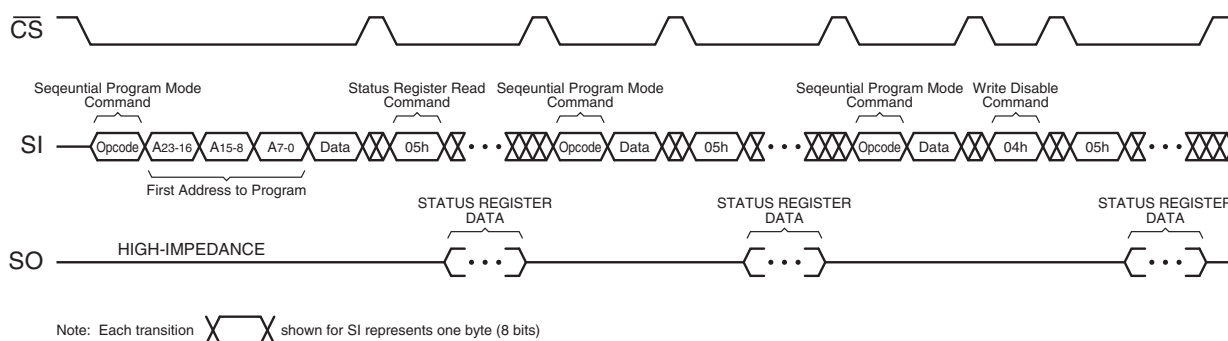 CS
Seqeuntial Program Mode
Command
Status Register Read
Command
Seqeuntial Program Mode
Command
Seqeuntial Program Mode
Command
Write Disable
Command
SI
Opcode
A23-16
A15-8
A7-0
Data
05h
Opcode
Data
05h
Opcode
Data
04h
05h
First Address to Program
STATUS REGISTER
DATA
STATUS REGISTER
DATA
STATUS REGISTER
DATA
SO
HIGH-IMPEDANCE
Note: Each transition shown for SI represents one byte (8 bits)